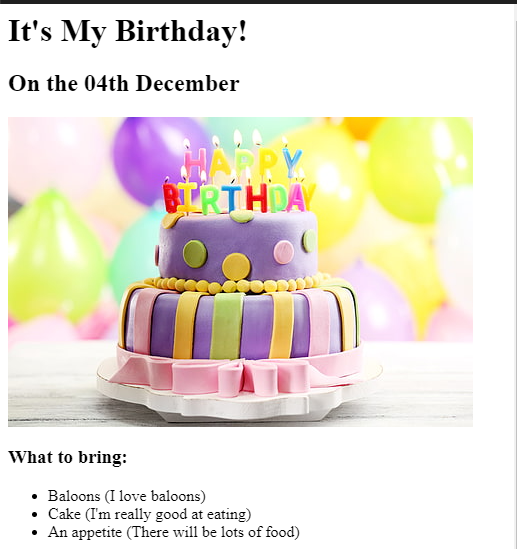 It's My Birthday!
On the 04th December
HAPPY
BIRTHDAY
What to bring:
Baloons (I love baloons)
Cake (I'm really good at eating)
An appetite (There will be lots of food)